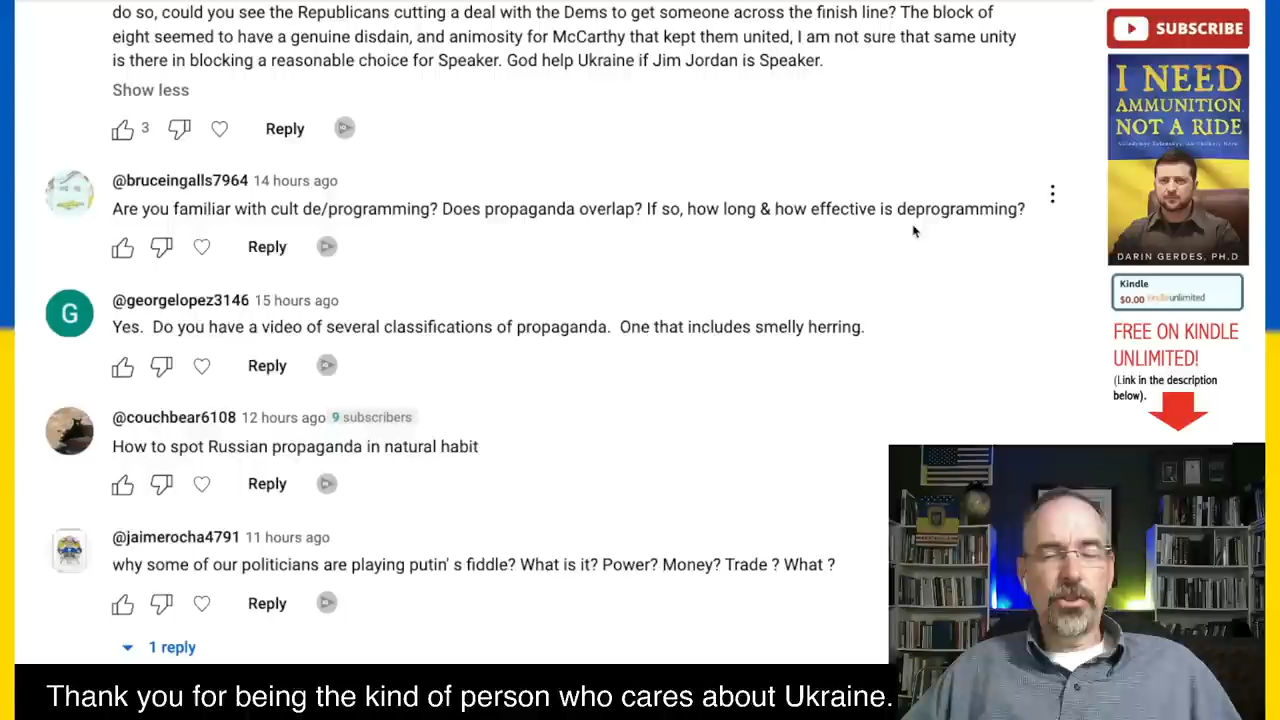 do so, could you see the Republicans cutting a deal with the Dems to get someone across the finish line? The block of
eight seemed to have a genuine disdain, and animosity for McCarthy that kept them united, I am not sure that same unity
is there in blocking a reasonable choice for Speaker. God help Ukraine if Jim Jordan is Speaker.
Show less
3 Reply
@bruceingalls7964 14 hours ago
Are you familiar with cult de/programming? Does propaganda overlap? If so, how long & how effective is deprogramming?
Reply
G
@georgelopez3146 15 hours ago
Yes. Do you have a video of several classifications of propaganda. One that includes smelly herring.
Reply
@couchbear6108 12 hours ago 9 subscribers
How to spot Russian propaganda in natural habit
Reply
@jaimerocha4791 11 hours ago
why some of our politicians are playing putin' s fiddle? What is it? Power? Money? Trade ? What ?
Reply
1 reply
SUBSCRIBE
I NEED
AMMUNITION
NOT A RIDE
DARIN GERDES, PH.D
Kindle
$0.00 kindleunlimited
FREE ON KINDLE
UNLIMITED!
(Link in the description
below).
Thank you for being the kind of person who cares about Ukraine.